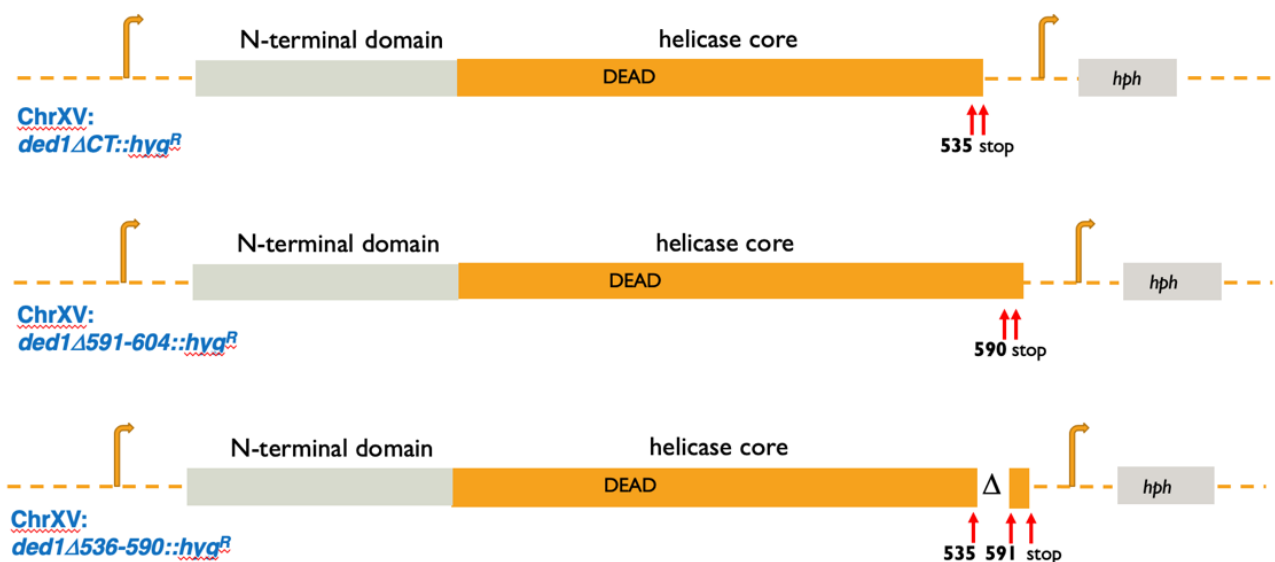 N-terminal domain helicase core
DEAD hph
ChrXV:
ded1ΔCT::hygᴿ
535 stop
N-terminal domain helicase core
DEAD hph
ChrXV:
ded1Δ591-604::hygᴿ
590 stop
N-terminal domain helicase core
DEAD Δ hph
ChrXV:
ded1Δ536-590::hygᴿ
535 591 stop